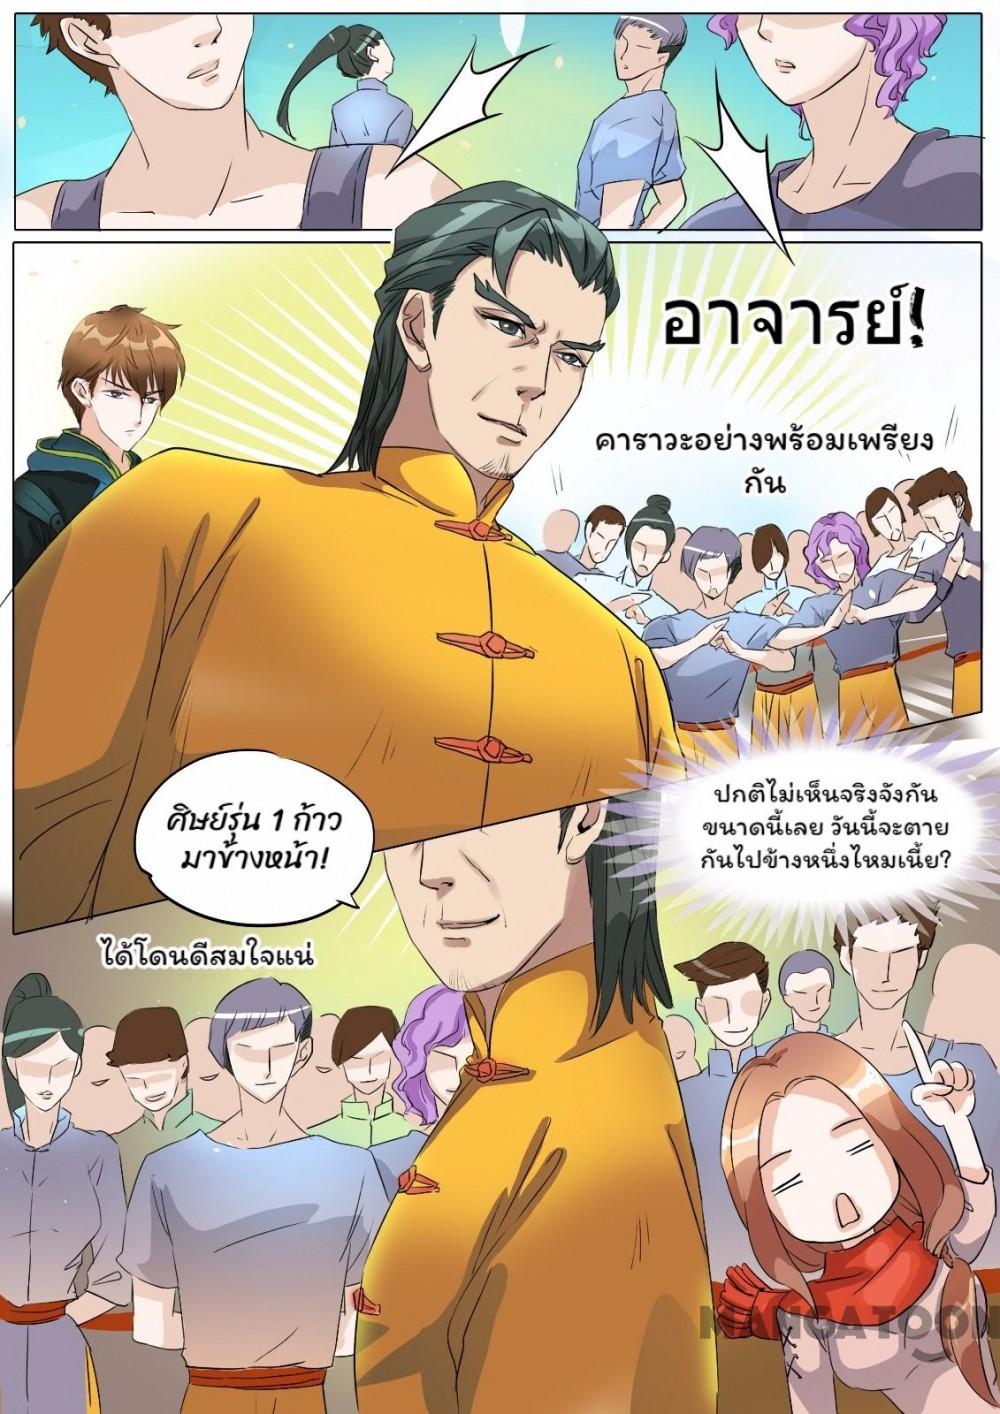 อาจารย์!
คาราวะอย่างพร้อมเพรียง
กัน
ศิษย์รุ่น 1 ก้าว
มาข้างหน้า!
ปกติไม่เห็นจริงจังกัน
ขนาดนี้เลย วันนี้จะตาย
กันไปข้างหนึ่งไหมเนี้ย?
ได้โดนดีสมใจแน่
MANGATOON